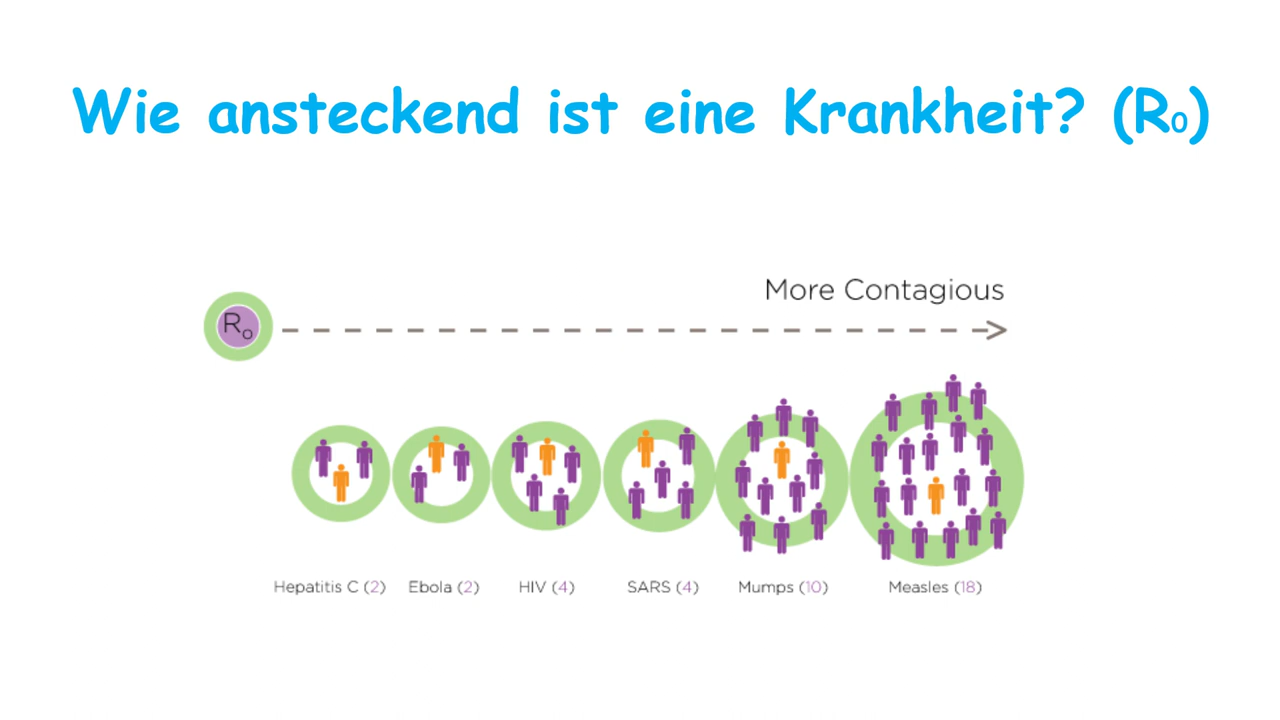 Wie ansteckend ist eine Krankheit? (R₀)
More Contagious
R₀
Hepatitis C (2) Ebola (2) HIV (4) SARS (4) Mumps (10) Measles (18)